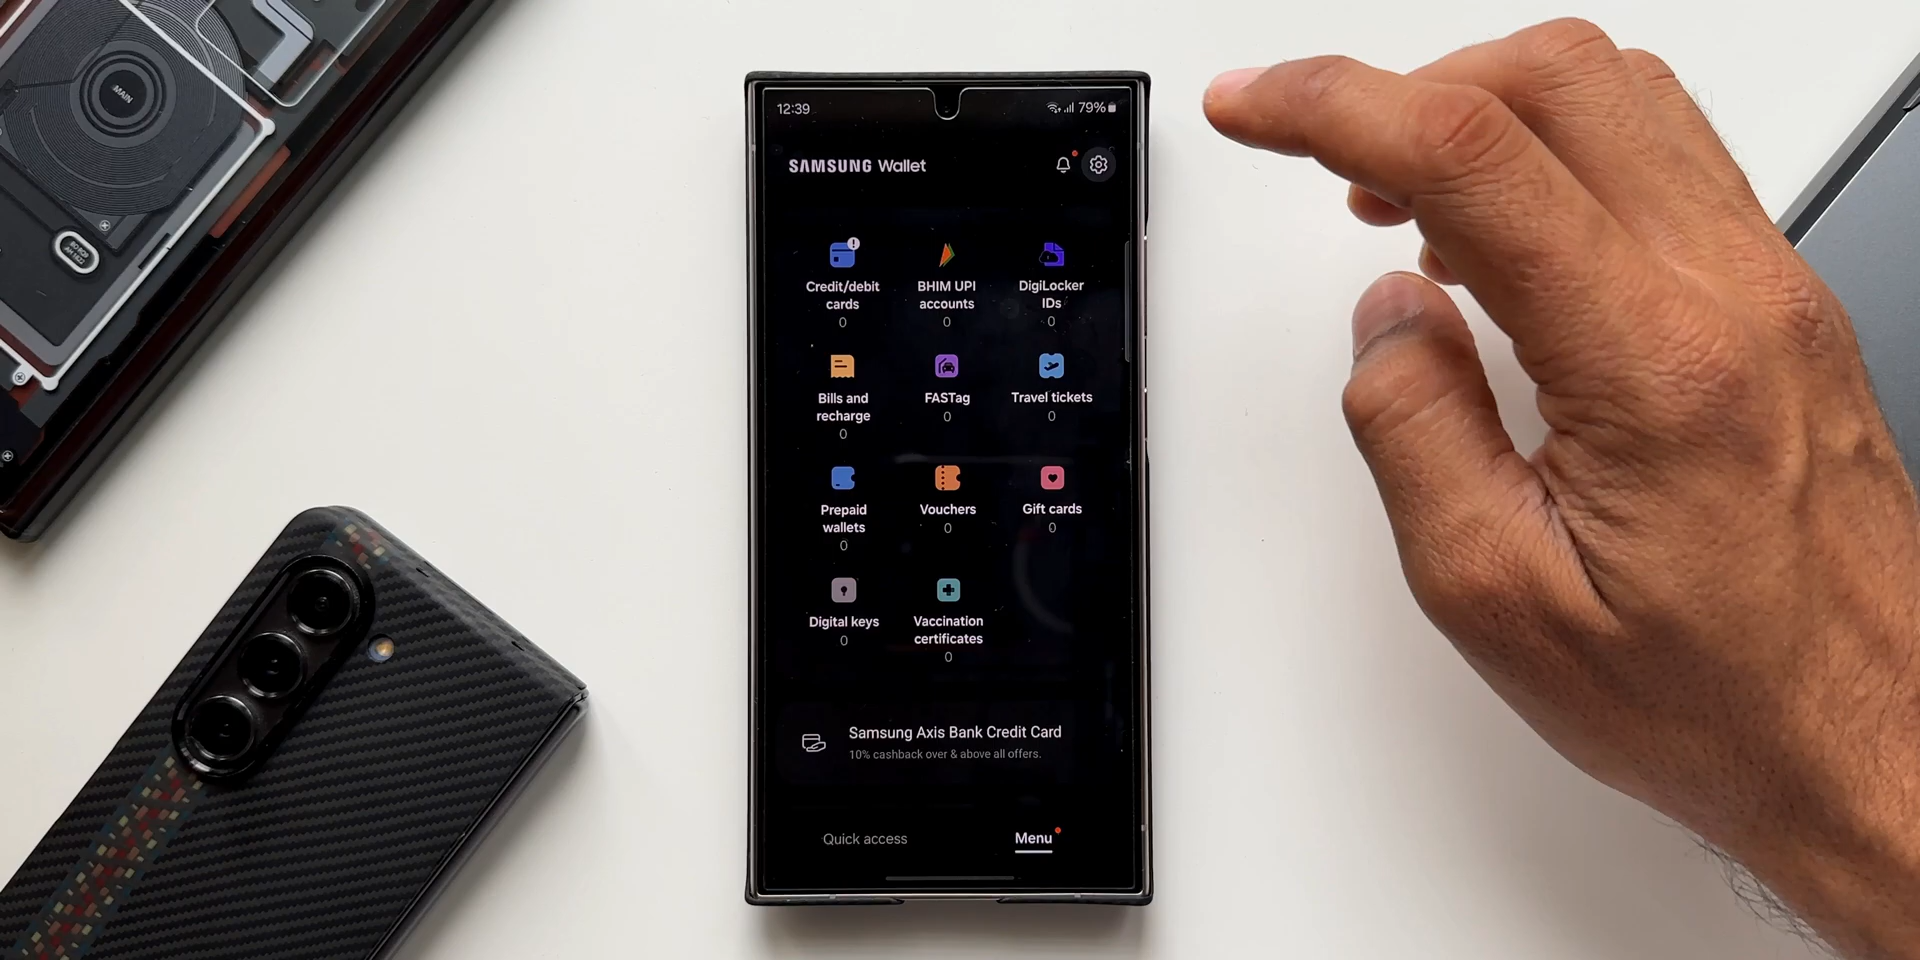 MAIN
12:39
79%
SAMSUNG Wallet
Credit/debit
cards
0
BHIM UPI
accounts
0
DigiLocker
IDs
0
Bills and
recharge
0
FASTag
0
Travel tickets
0
Prepaid
wallets
0
Vouchers
0
Gift cards
0
Digital keys
0
Vaccination
certificates
0
Samsung Axis Bank Credit Card
10% cashback over & above all offers.
Quick access
Menu